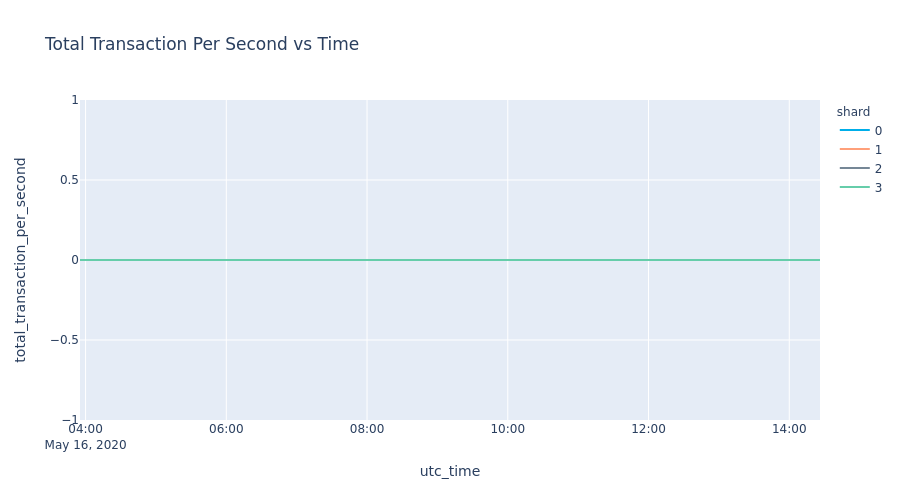 Total Transaction Per Second vs Time
total_transaction_per_second
1
0.5
0
−0.5
−1
04:00 06:00 08:00 10:00 12:00 14:00
May 16, 2020
utc_time
shard
0
1
2
3